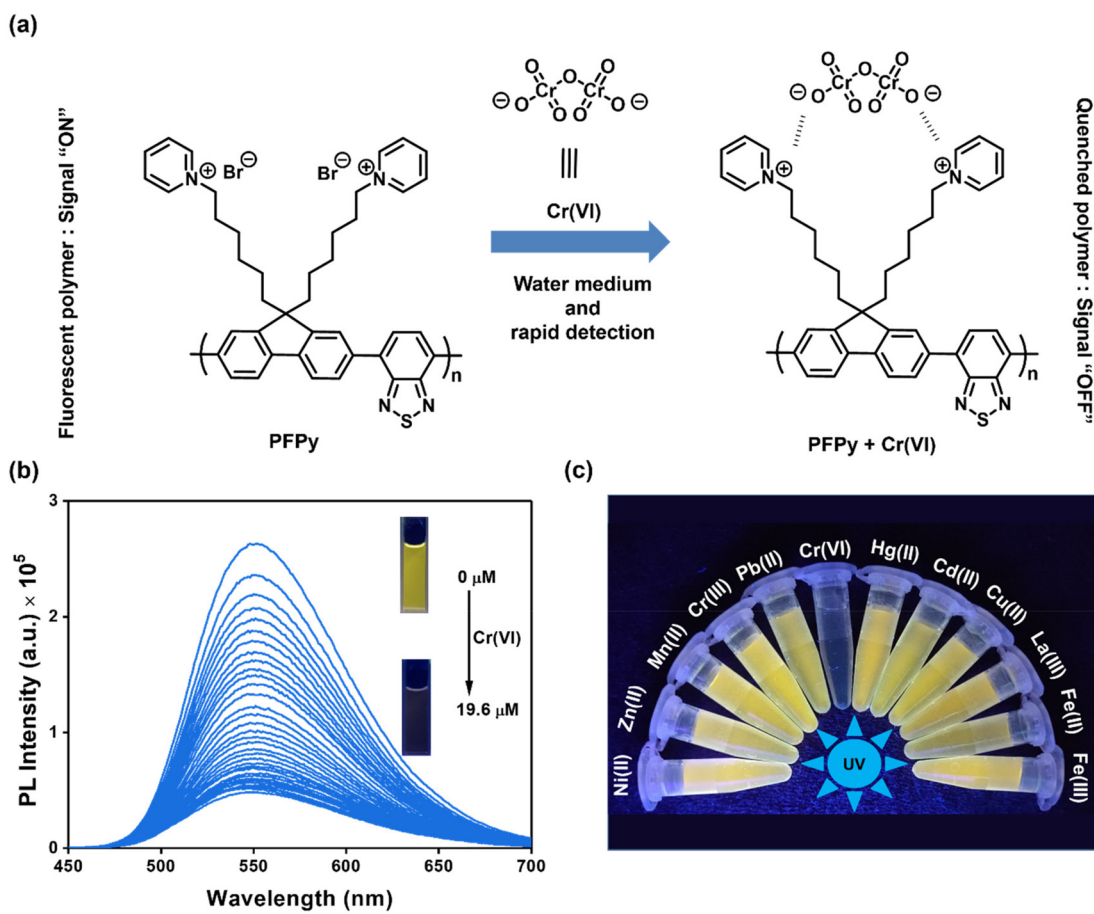 (a)
Fluorescent polymer : Signal “ON”
Br⊖
Br⊖
N⊕
N⊕
PFPy
n
N
S
N
O
O
O
O
O
O
O
Cr
Cr
⊖
⊖
Cr(VI)
Water medium
and
rapid detection
O
O
O
O
O
O
O
Cr
Cr
⊖
⊖
N⊕
N⊕
n
N
S
N
PFPy + Cr(VI)
Quenched polymer : Signal “OFF”
(b)
PL Intensity (a.u.) × 10⁵
3
2
1
0
450
500
550
600
650
700
Wavelength (nm)
0 μM
Cr(VI)
19.6 μM
(c)
Ni(II)
Zn(II)
Mn(II)
Cr(III)
Pb(II)
Cr(VI)
Hg(II)
Cd(II)
Cu(II)
La(III)
Fe(II)
Fe(III)
UV